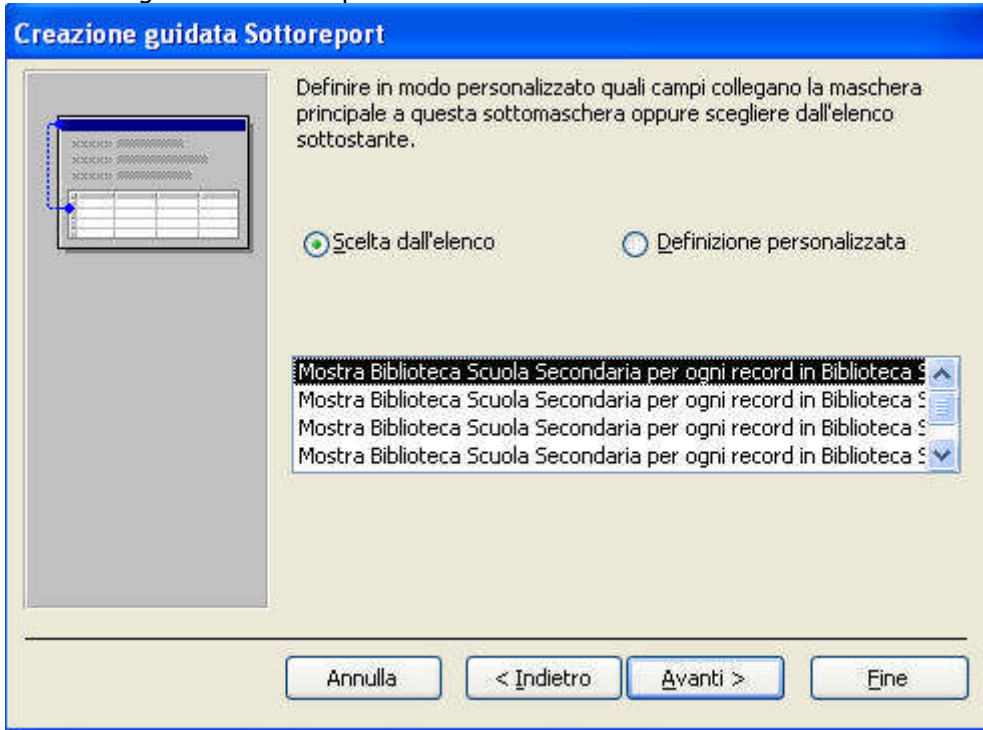 Creazione guidata Sottoreport
Definire in modo personalizzato quali campi collegano la maschera
principale a questa sottomaschera oppure scegliere dall'elenco
sottostante.
Scelta dall'elenco
Definizione personalizzata
Mostra Biblioteca Scuola Secondaria per ogni record in Biblioteca S
Mostra Biblioteca Scuola Secondaria per ogni record in Biblioteca S
Mostra Biblioteca Scuola Secondaria per ogni record in Biblioteca S
Mostra Biblioteca Scuola Secondaria per ogni record in Biblioteca S
Annulla
< Indietro
Avanti >
Fine